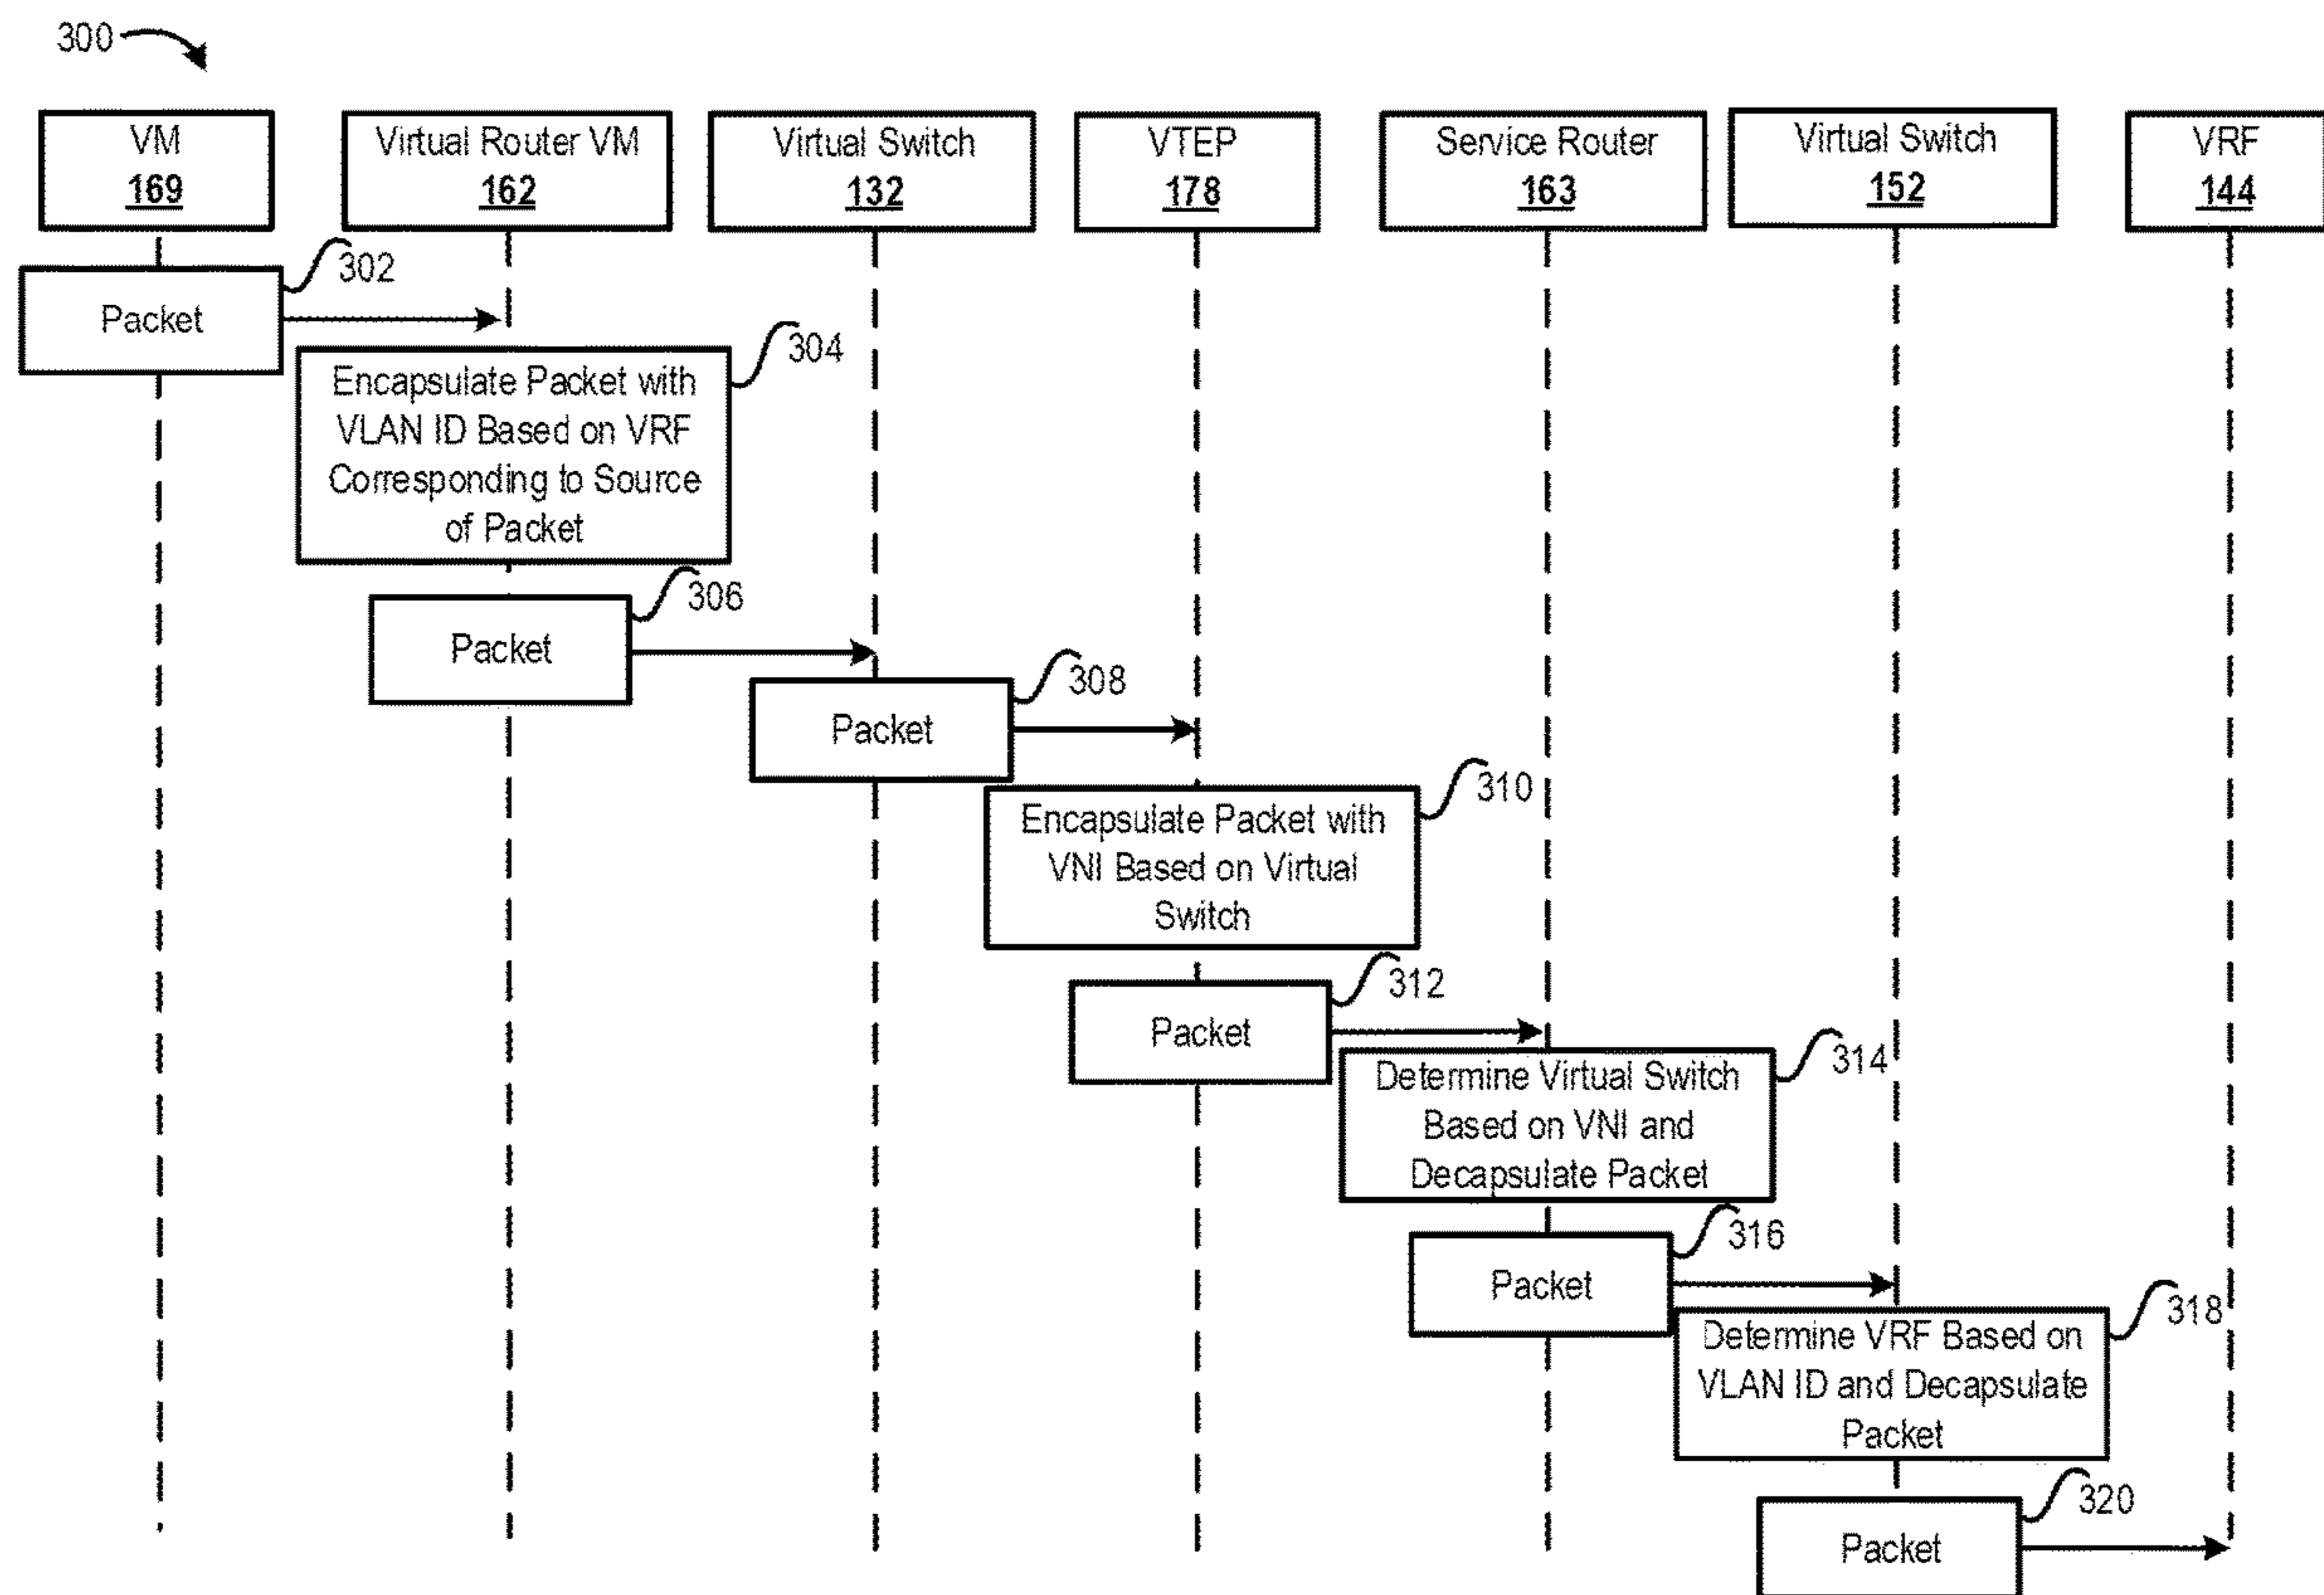 300
VM
169
Virtual Router VM
162
Virtual Switch
132
VTEP
178
Service Router
163
Virtual Switch
152
VRF
144
302
Packet
304
Encapsulate Packet with
VLAN ID Based on VRF
Corresponding to Source
of Packet
306
Packet
308
Packet
310
Encapsulate Packet with
VNI Based on Virtual
Switch
312
Packet
314
Determine Virtual Switch
Based on VNI and
Decapsulate Packet
316
Packet
318
Determine VRF Based on
VLAN ID and Decapsulate
Packet
320
Packet